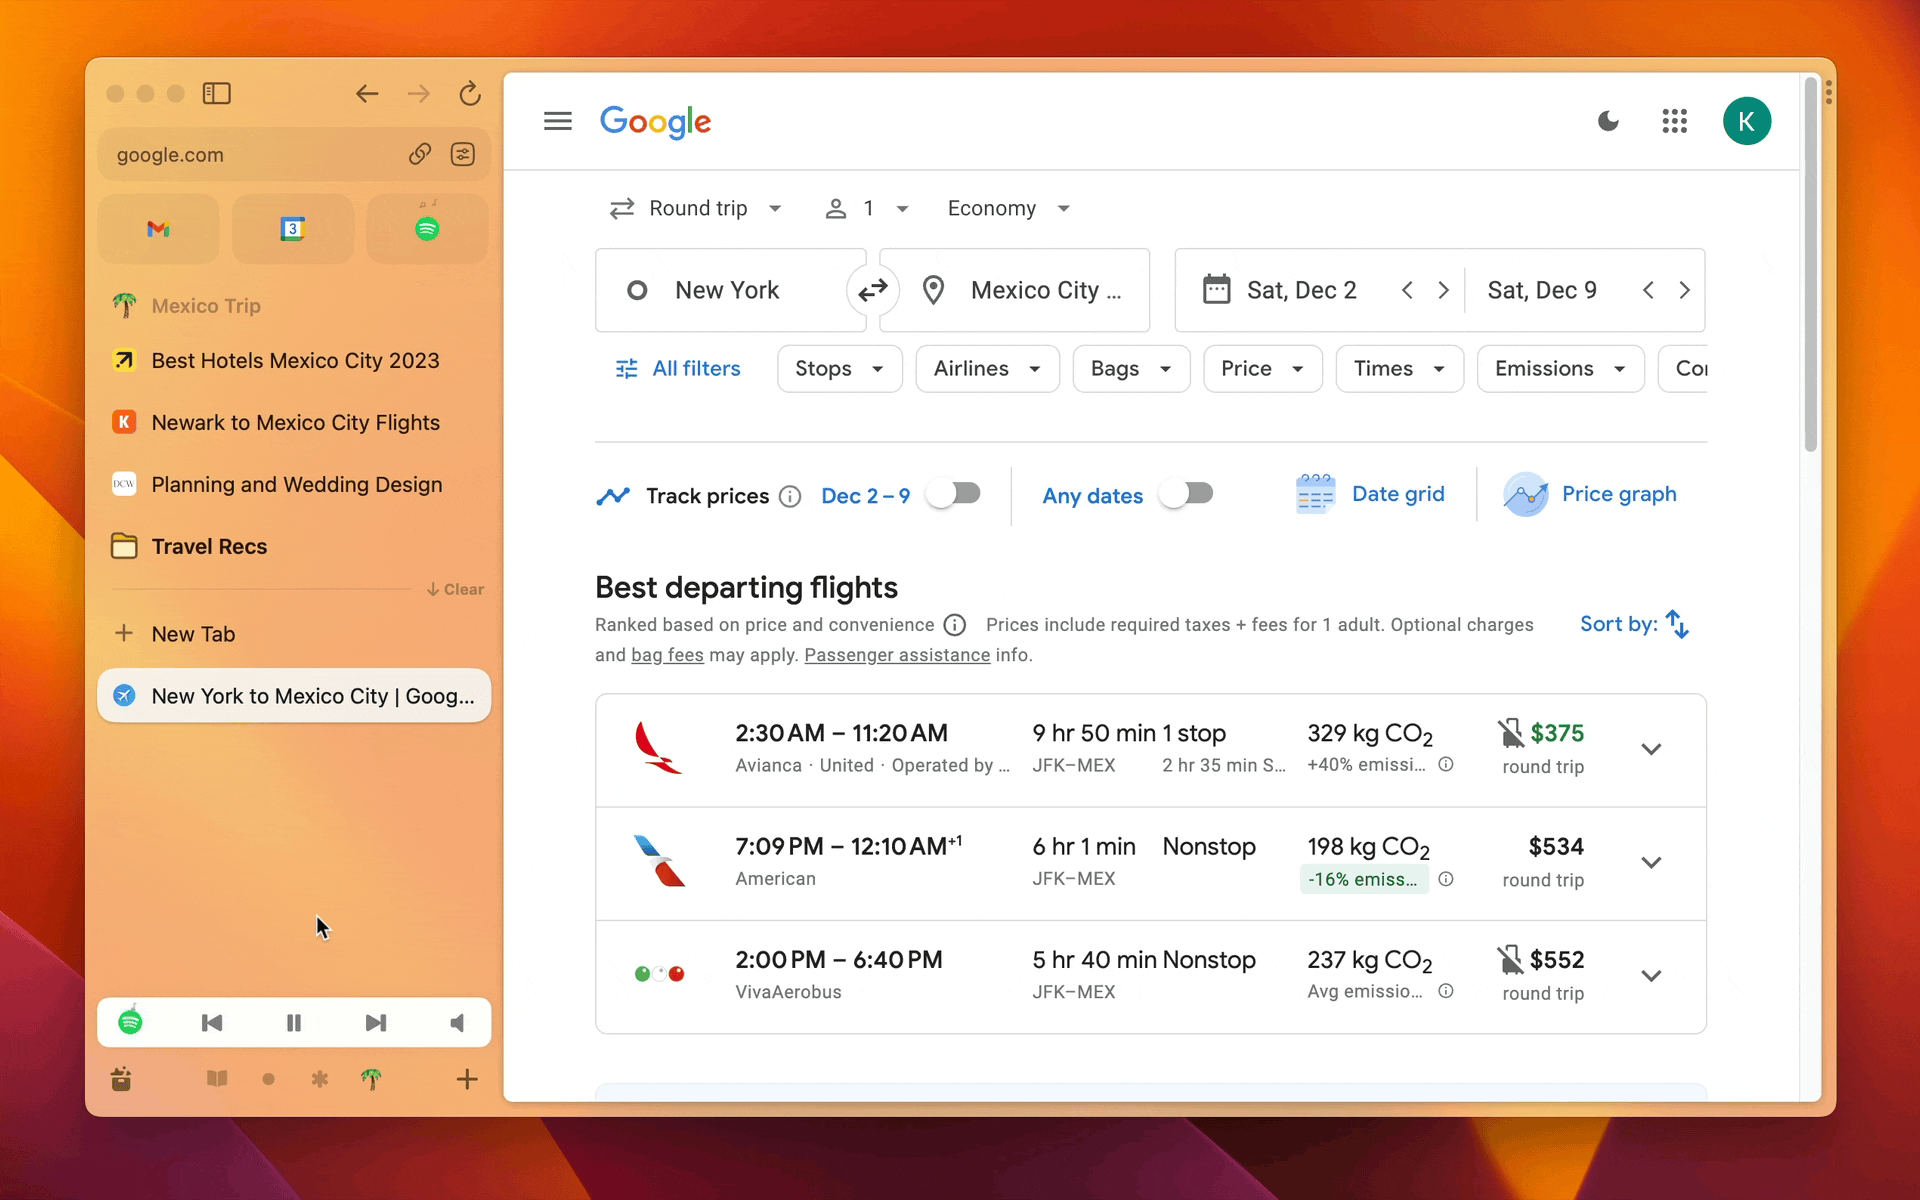 google.com
3
Mexico Trip
Best Hotels Mexico City 2023
K
Newark to Mexico City Flights
DCW
Planning and Wedding Design
Travel Recs
Clear
New Tab
New York to Mexico City | Goog...
Google
K
Round trip
1
Economy
New York
Mexico City ...
Sat, Dec 2
Sat, Dec 9
All filters
Stops
Airlines
Bags
Price
Times
Emissions
Co
Track prices
Dec 2 – 9
Any dates
Date grid
Price graph
Best departing flights
Ranked based on price and convenience Prices include required taxes + fees for 1 adult. Optional charges
and bag fees may apply. Passenger assistance info.
Sort by:
2:30 AM – 11:20 AM 9 hr 50 min 1 stop 329 kg CO2 $375
Avianca · United · Operated by ... JFK–MEX 2 hr 35 min S... +40% emissi... round trip
7:09 PM – 12:10 AM+1 6 hr 1 min Nonstop 198 kg CO2 $534
American JFK–MEX -16% emiss... round trip
2:00 PM – 6:40 PM 5 hr 40 min Nonstop 237 kg CO2 $552
VivaAerobus JFK–MEX Avg emissio... round trip